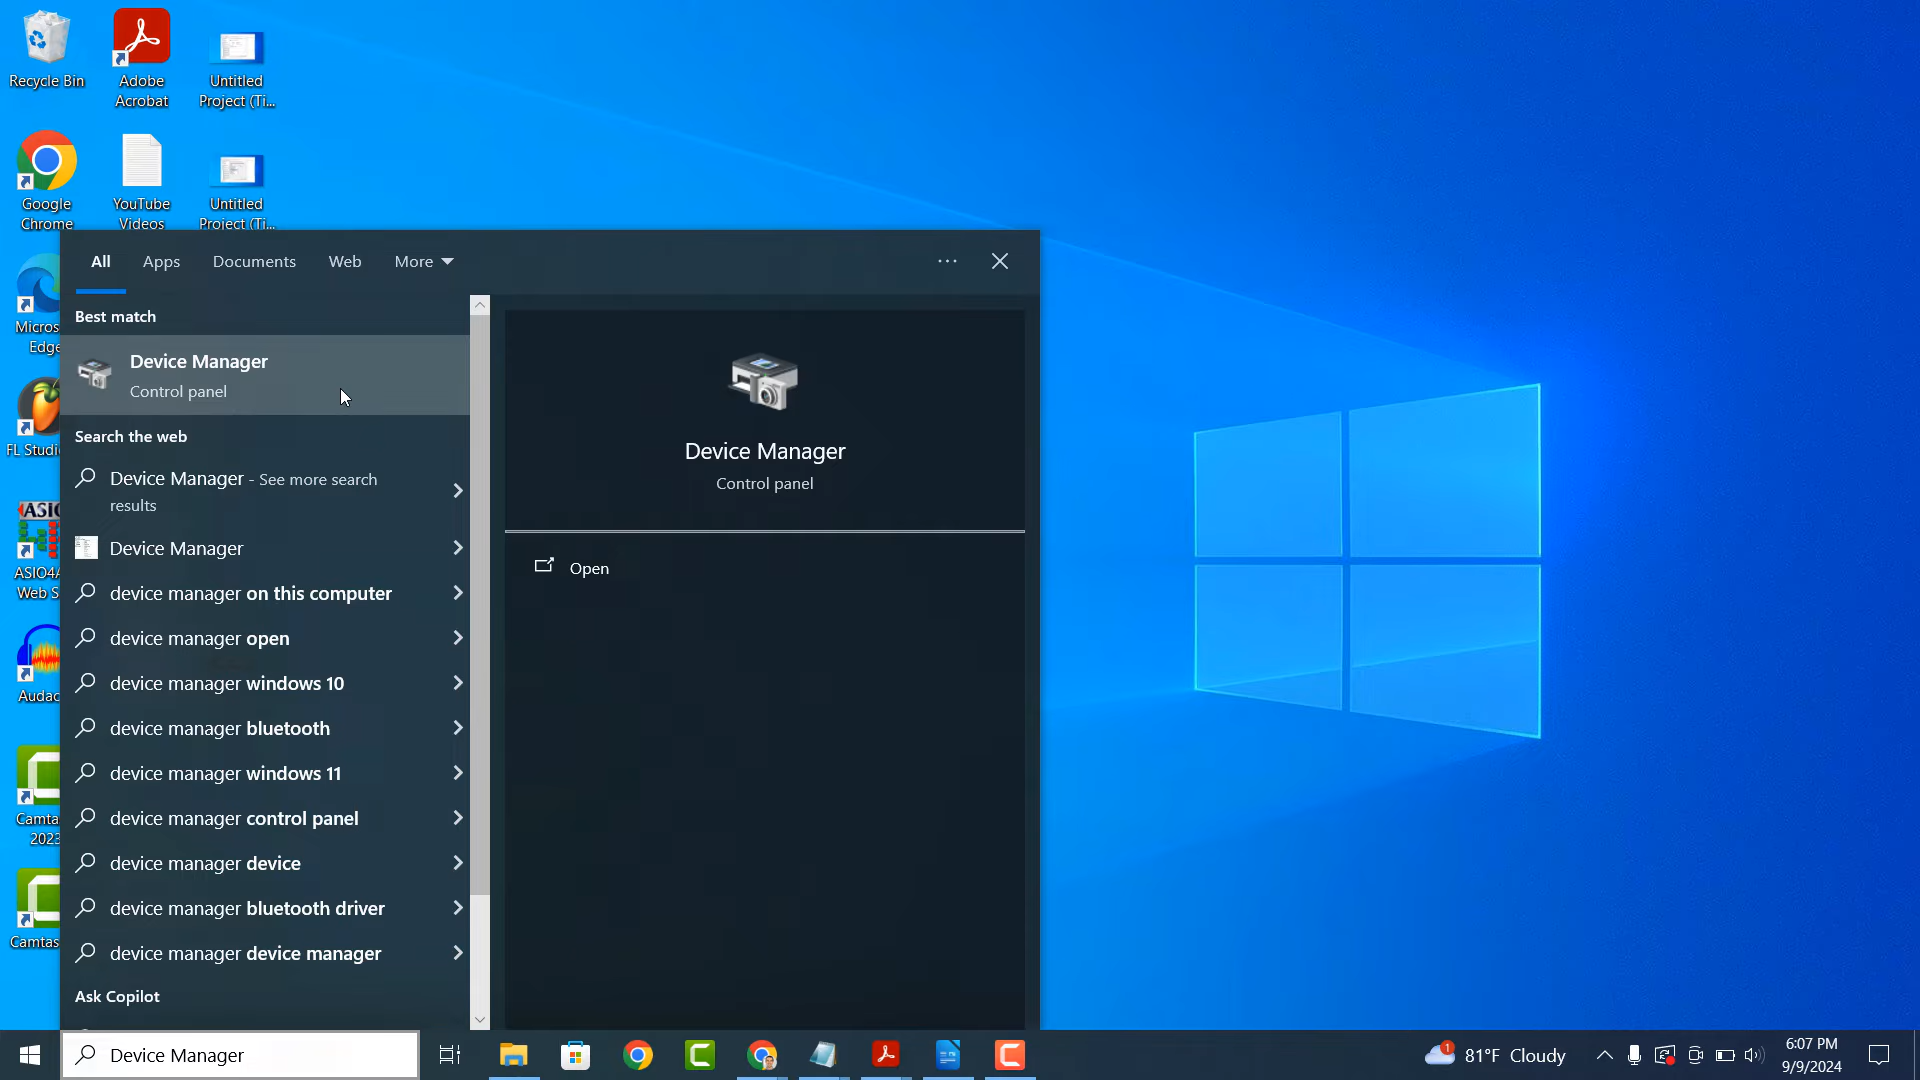 Recycle Bin
Adobe
Acrobat
Untitled
Project (Ti...
Google
Chrome
YouTube
Videos
Untitled
Project (Ti...
Micros
Edge
FL Studi
ASIO
ASIO4A
Web S
Audac
Camta
2023
Camtas
All
Apps
Documents
Web
More
Best match
Device Manager
Control panel
Search the web
Device Manager - See more search
results
Device Manager
device manager on this computer
device manager open
device manager windows 10
device manager bluetooth
device manager windows 11
device manager control panel
device manager device
device manager bluetooth driver
device manager device manager
Ask Copilot
Device Manager
Control panel
Open
Device Manager
1
81°F Cloudy
6:07 PM
9/9/2024